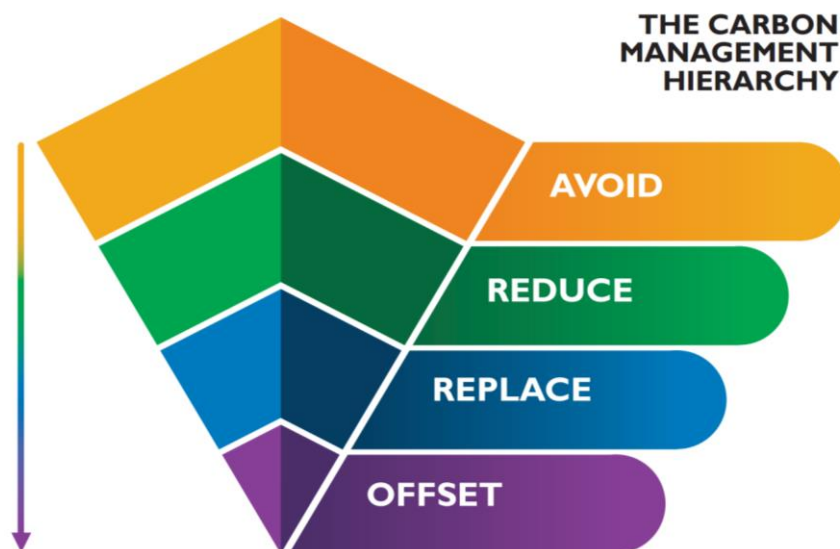 THE CARBON
MANAGEMENT
HIERARCHY
AVOID
REDUCE
REPLACE
OFFSET